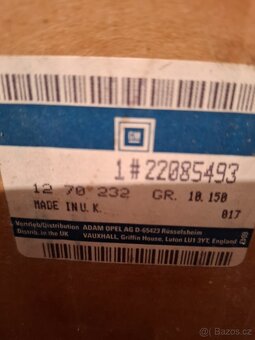 GM
1#22085493
12 70 232 GR. 10.150
MADE IN U.K. 017
Vertrieb/Distribution ADAM OPEL AG D-65423 Rüsselsheim
Distrib. in the UK VAUXHALL, Griffin House, Luton LU1 3YT, England
Bazoš.cz